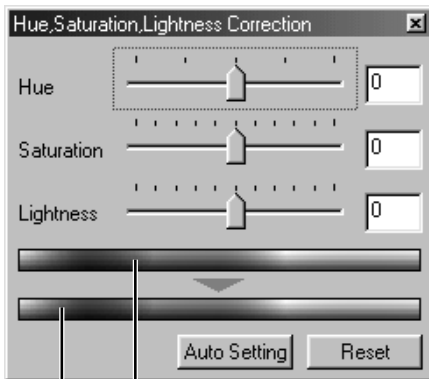 Hue,Saturation,Lightness Correction
Hue 0
Saturation 0
Lightness 0
Auto Setting Reset